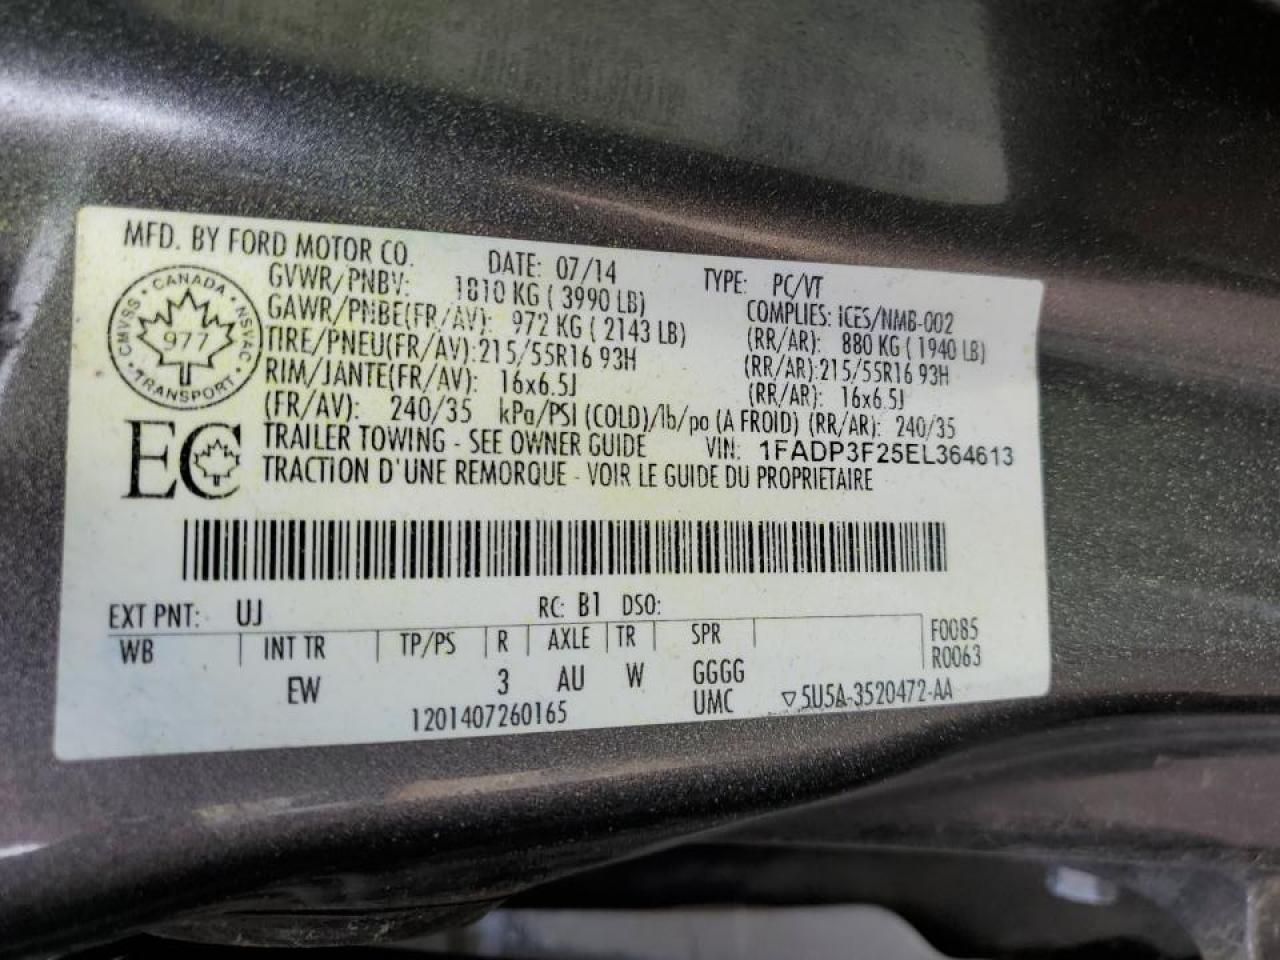 MFD. BY FORD MOTOR CO. DATE: 07/14 TYPE: PC/VT
GVWR/PNBV: 1810 KG ( 3990 LB) COMPLIES: ICES/NMB-002
GAWR/PNBE(FR/AV): 972 KG ( 2143 LB) (RR/AR): 880 KG ( 1940 LB)
TIRE/PNEU(FR/AV):215/55R16 93H (RR/AR):215/55R16 93H
RIM/JANTE(FR/AV): 16x6.5J (RR/AR): 16x6.5J
(FR/AV): 240/35 kPa/PSI (COLD)/lb/po (A FROID) (RR/AR): 240/35
TRAILER TOWING - SEE OWNER GUIDE VIN: 1FADP3F25EL364613
TRACTION D'UNE REMORQUE - VOIR LE GUIDE DU PROPRIETAIRE
CANADA
CMVSS 977 NSVAC
TRANSPORT
EC
EXT PNT: UJ RC: B1 DSO:
WB INT TR TP/PS R AXLE TR SPR F0085
R0063
EW 3 AU W GGGG
1201407260165 UMC ▽5U5A-3520472-AA